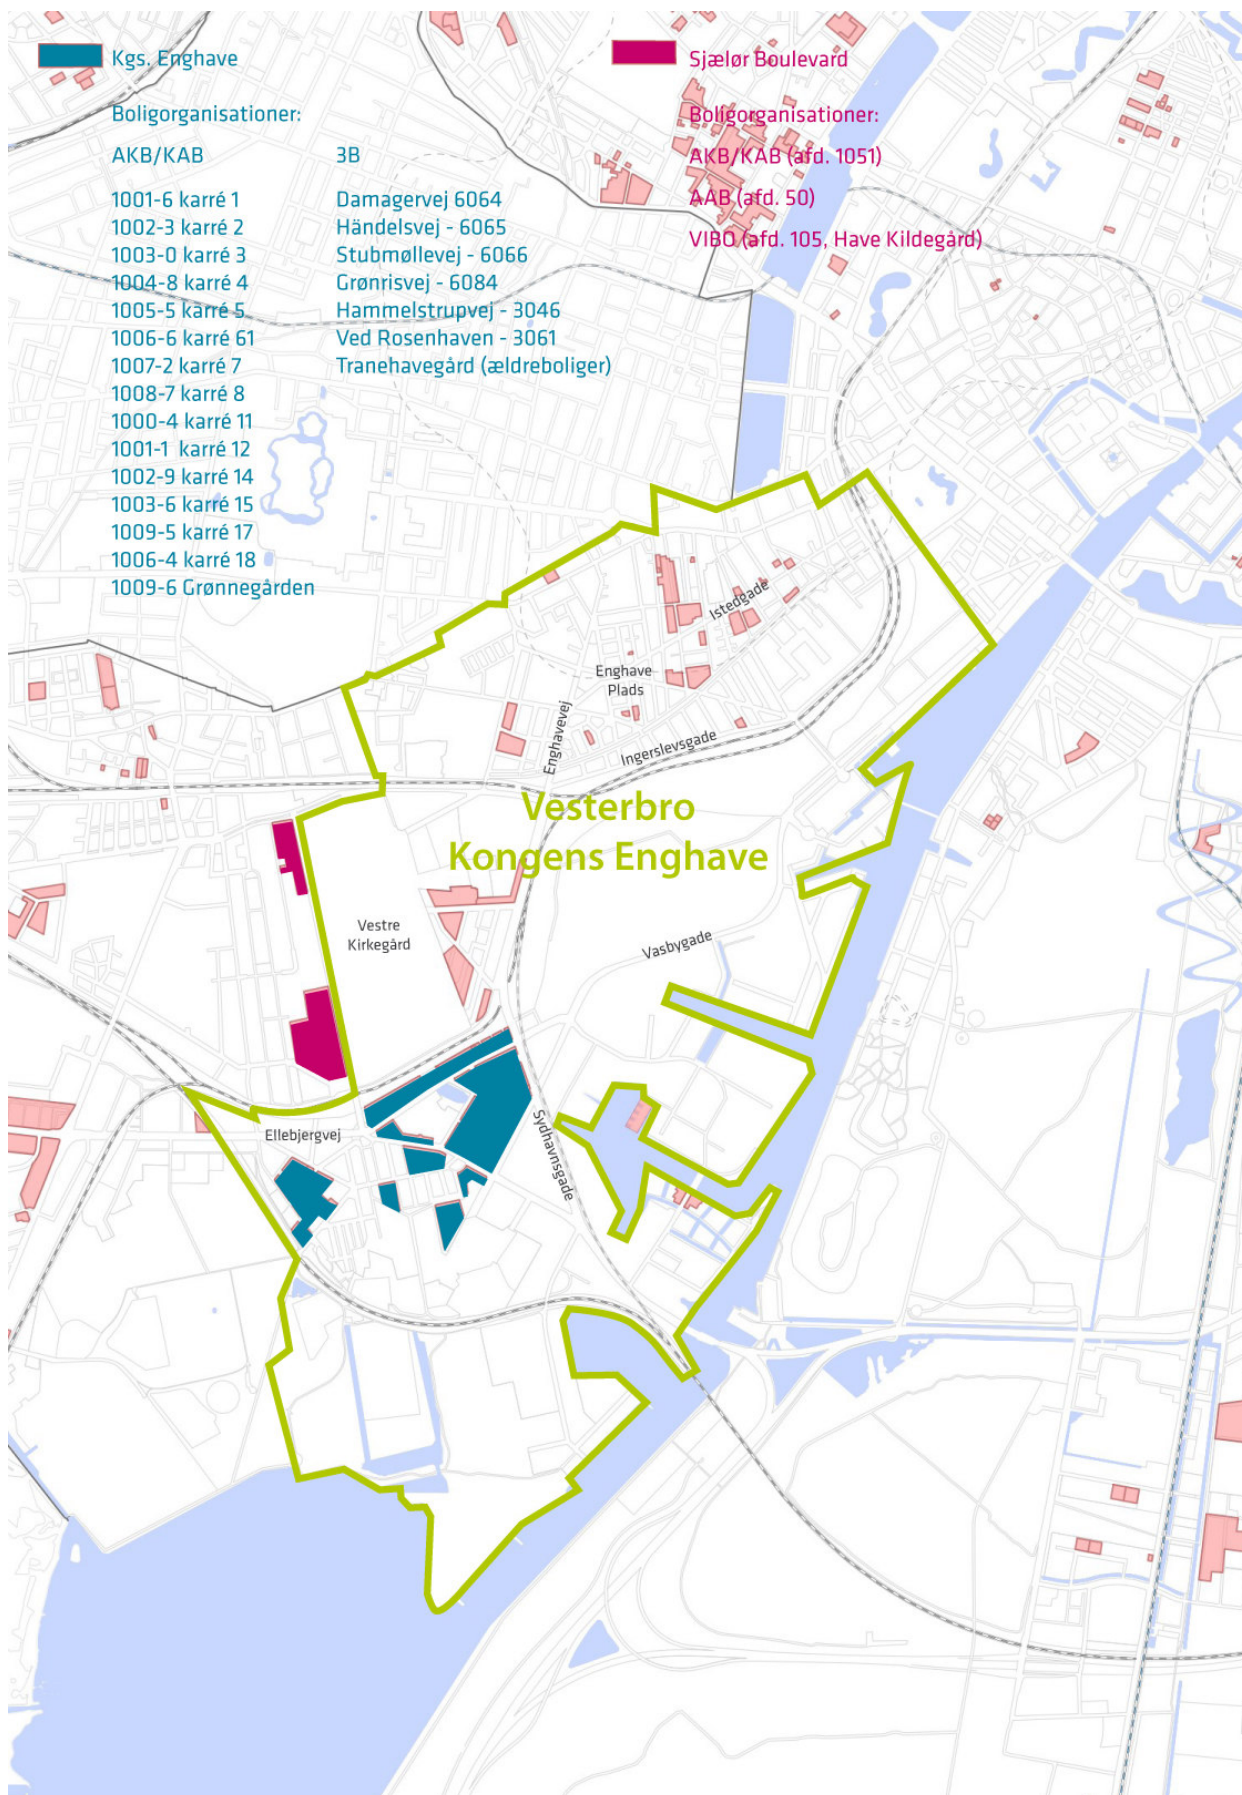 Kgs. Enghave
Boligorganisationer:
AKB/KAB
1001-6 karré 1
1002-3 karré 2
1003-0 karré 3
1004-8 karré 4
1005-5 karré 5
1006-6 karré 61
1007-2 karré 7
1008-7 karré 8
1000-4 karré 11
1001-1 karré 12
1002-9 karré 14
1003-6 karré 15
1009-5 karré 17
1006-4 karré 18
1009-6 Grønnegården
3B
Damagervej 6064
Händelsvej - 6065
Stubmøllevej - 6066
Grønrisvej - 6084
Hammelstrupvej - 3046
Ved Rosenhaven - 3061
Tranehavegård (ældreboliger)
Sjælør Boulevard
Boligorganisationer:
AKB/KAB (afd. 1051)
AAB (afd. 50)
VIBO (afd. 105, Have Kildegård)
Istedgade
Enghave
Plads
Enghavevej
Ingerslevsgade
Vesterbro
Kongens Enghave
Vestre
Kirkegård
Vasbygade
Ellebjergvej
Sydhavnsgade